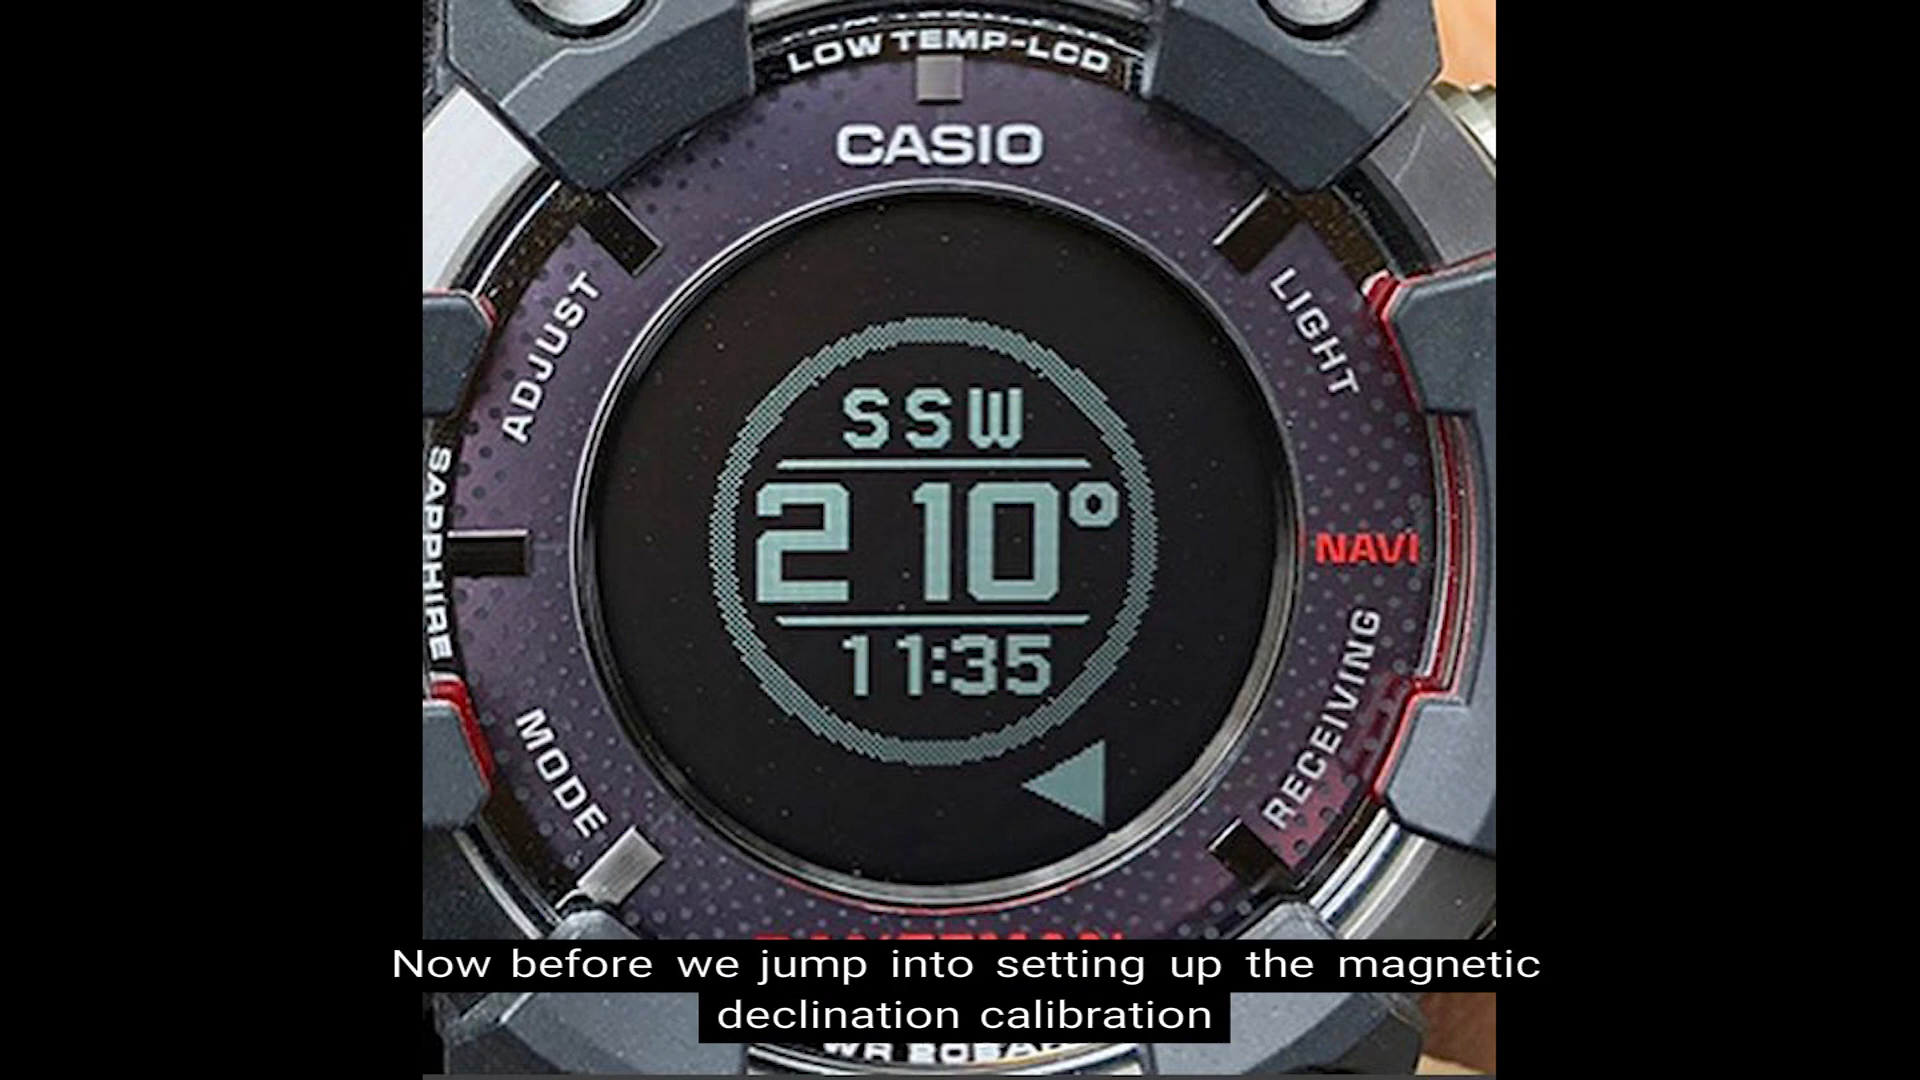 LOW TEMP-LCD
CASIO
ADJUST
LIGHT
SAPPHIRE
SSW
210°
11:35
NAVI
MODE
RECEIVING
Now before we jump into setting up the magnetic
declination calibration